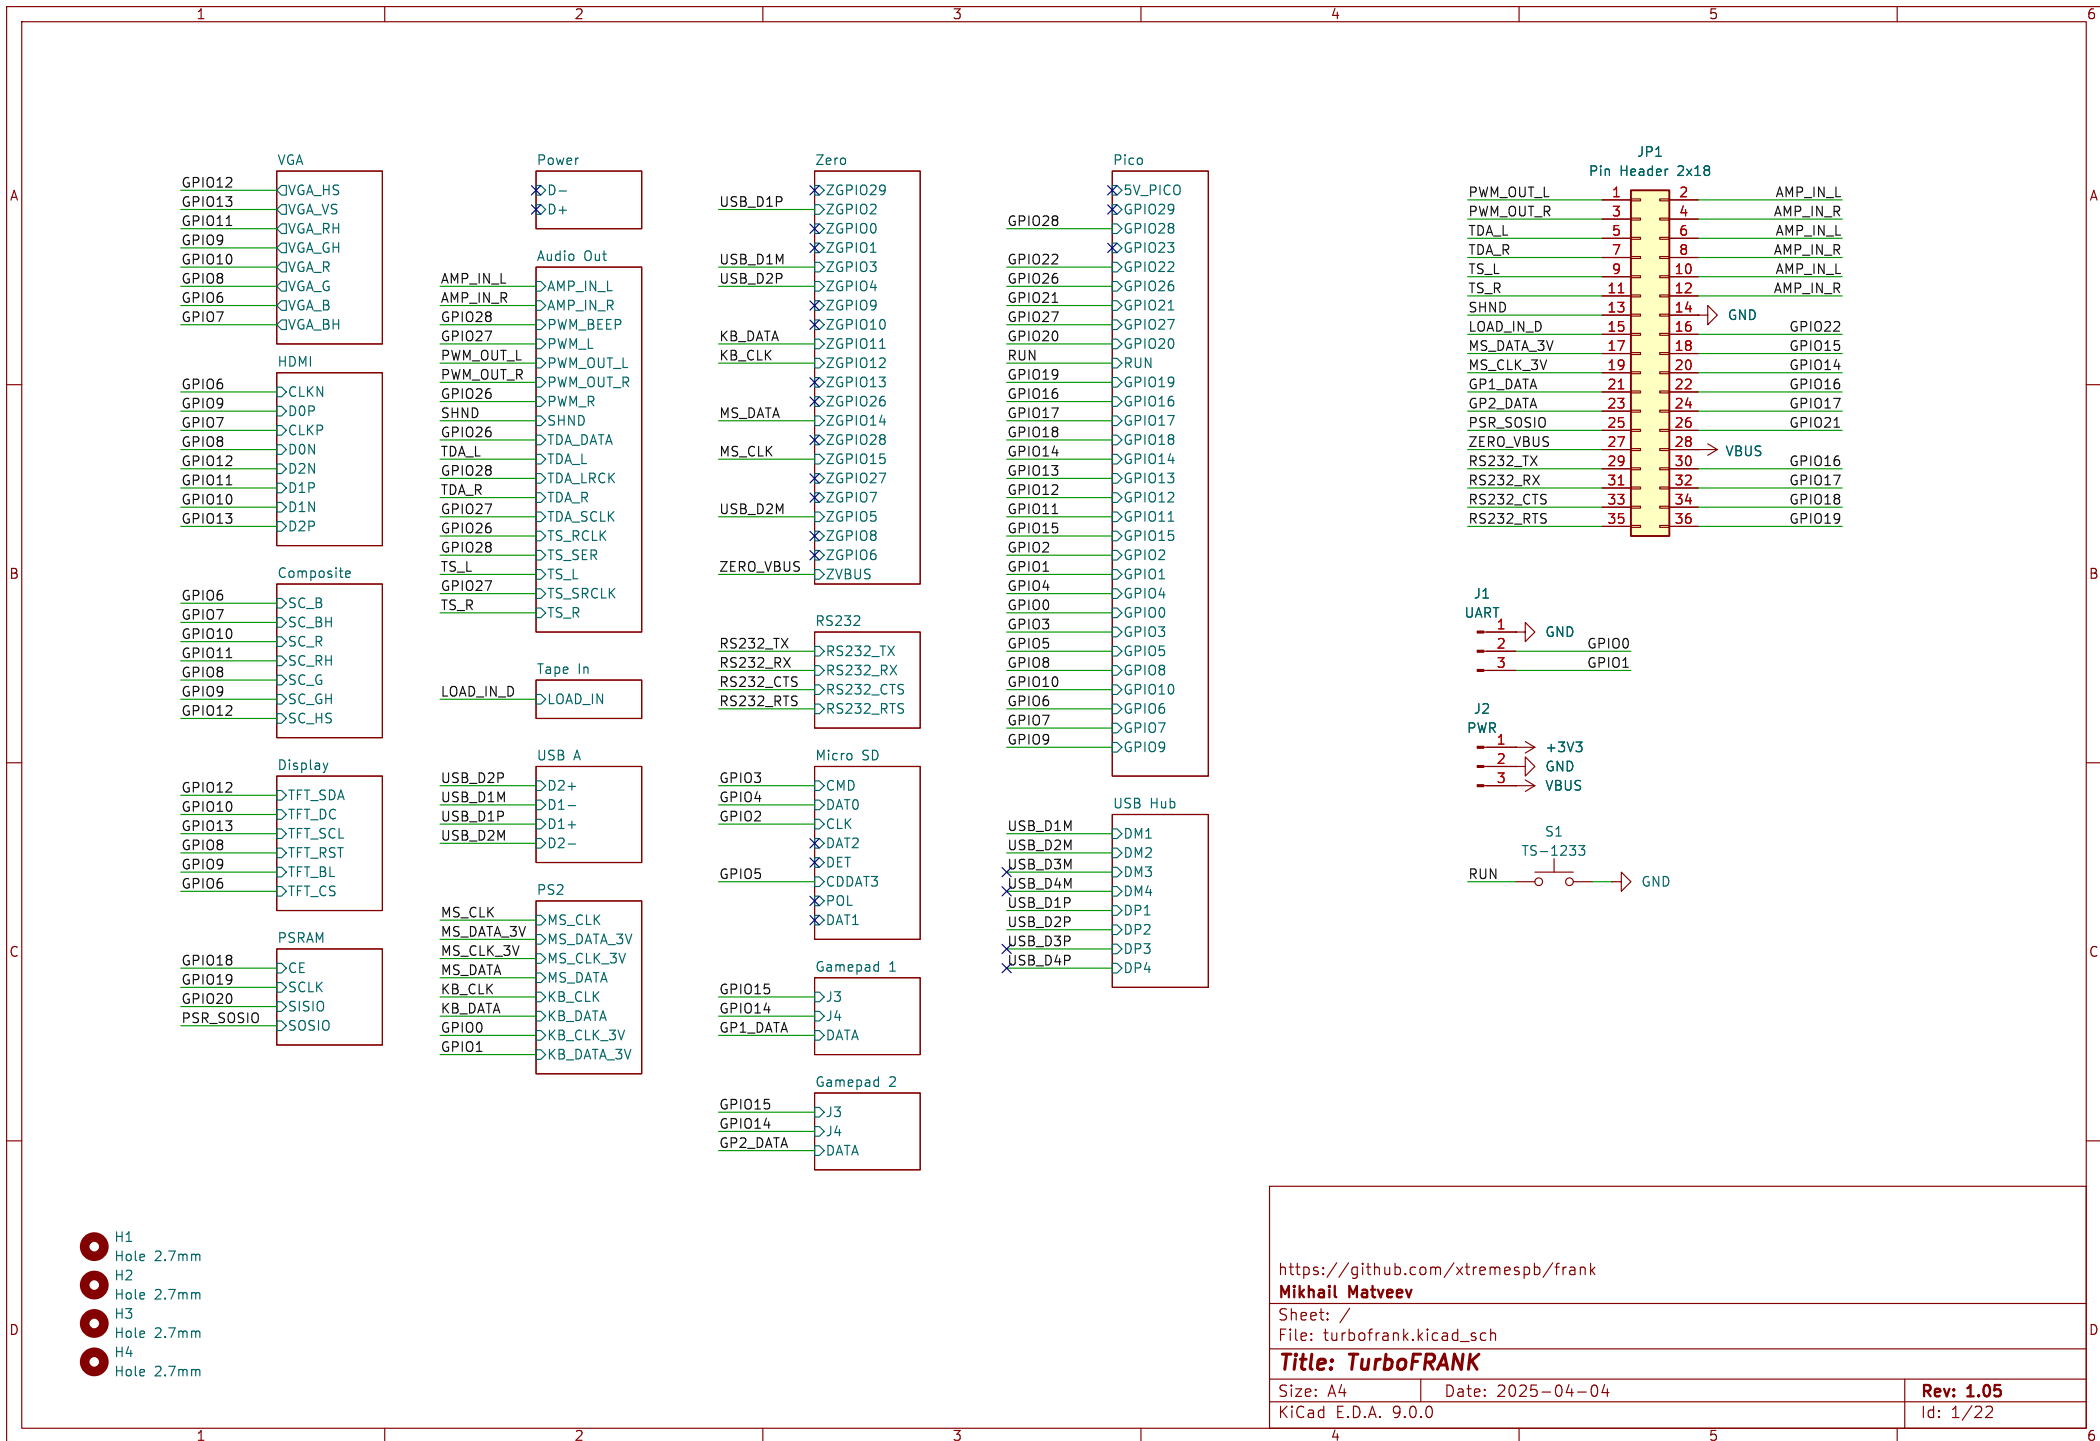 1 2 3 4 5 6
A
B
C
D
VGA
GPIO12 VGA_HS
GPIO13 VGA_VS
GPIO11 VGA_RH
GPIO9 VGA_GH
GPIO10 VGA_R
GPIO8 VGA_G
GPIO6 VGA_B
GPIO7 VGA_BH
HDMI
GPIO6 CLKN
GPIO9 D0P
GPIO7 CLKP
GPIO8 D0N
GPIO12 D2N
GPIO11 D1P
GPIO10 D1N
GPIO13 D2P
Composite
GPIO6 SC_B
GPIO7 SC_BH
GPIO10 SC_R
GPIO11 SC_RH
GPIO8 SC_G
GPIO9 SC_GH
GPIO12 SC_HS
Display
GPIO12 TFT_SDA
GPIO10 TFT_DC
GPIO13 TFT_SCL
GPIO8 TFT_RST
GPIO9 TFT_BL
GPIO6 TFT_CS
PSRAM
GPIO18 CE
GPIO19 SCLK
GPIO20 SISIO
PSR_SOSIO SOSIO
Power
D-
D+
Audio Out
AMP_IN_L AMP_IN_L
AMP_IN_R AMP_IN_R
GPIO28 PWM_BEEP
GPIO27 PWM_L
PWM_OUT_L PWM_OUT_L
PWM_OUT_R PWM_OUT_R
GPIO26 PWM_R
SHND SHND
GPIO26 TDA_DATA
TDA_L TDA_L
GPIO28 TDA_LRCK
TDA_R TDA_R
GPIO27 TDA_SCLK
GPIO26 TS_RCLK
GPIO28 TS_SER
TS_L TS_L
GPIO27 TS_SRCLK
TS_R TS_R
Tape In
LOAD_IN_D LOAD_IN
USB A
USB_D2P D2+
USB_D1M D1-
USB_D1P D1+
USB_D2M D2-
PS2
MS_CLK MS_CLK
MS_DATA_3V MS_DATA_3V
MS_CLK_3V MS_CLK_3V
MS_DATA MS_DATA
KB_CLK KB_CLK
KB_DATA KB_DATA
GPIO0 KB_CLK_3V
GPIO1 KB_DATA_3V
Zero
ZGPIO29
USB_D1P ZGPIO2
ZGPIO0
ZGPIO1
USB_D1M ZGPIO3
USB_D2P ZGPIO4
ZGPIO9
ZGPIO10
KB_DATA ZGPIO11
KB_CLK ZGPIO12
ZGPIO13
ZGPIO26
MS_DATA ZGPIO14
ZGPIO28
MS_CLK ZGPIO15
ZGPIO27
ZGPIO7
USB_D2M ZGPIO5
ZGPIO8
ZGPIO6
ZERO_VBUS ZVBUS
RS232
RS232_TX RS232_TX
RS232_RX RS232_RX
RS232_CTS RS232_CTS
RS232_RTS RS232_RTS
Micro SD
GPIO3 CMD
GPIO4 DAT0
GPIO2 CLK
DAT2
DET
GPIO5 CDDAT3
POL
DAT1
Gamepad 1
GPIO15 J3
GPIO14 J4
GP1_DATA DATA
Gamepad 2
GPIO15 J3
GPIO14 J4
GP2_DATA DATA
Pico
5V_PICO
GPIO29
GPIO28 GPIO28
GPIO23
GPIO22 GPIO22
GPIO26 GPIO26
GPIO21 GPIO21
GPIO27 GPIO27
GPIO20 GPIO20
RUN RUN
GPIO19 GPIO19
GPIO16 GPIO16
GPIO17 GPIO17
GPIO18 GPIO18
GPIO14 GPIO14
GPIO13 GPIO13
GPIO12 GPIO12
GPIO11 GPIO11
GPIO15 GPIO15
GPIO2 GPIO2
GPIO1 GPIO1
GPIO4 GPIO4
GPIO0 GPIO0
GPIO3 GPIO3
GPIO5 GPIO5
GPIO8 GPIO8
GPIO10 GPIO10
GPIO6 GPIO6
GPIO7 GPIO7
GPIO9 GPIO9
USB Hub
USB_D1M DM1
USB_D2M DM2
USB_D3M DM3
USB_D4M DM4
USB_D1P DP1
USB_D2P DP2
USB_D3P DP3
USB_D4P DP4
JP1
Pin Header 2x18
PWM_OUT_L 1 2 AMP_IN_L
PWM_OUT_R 3 4 AMP_IN_R
TDA_L 5 6 AMP_IN_L
TDA_R 7 8 AMP_IN_R
TS_L 9 10 AMP_IN_L
TS_R 11 12 AMP_IN_R
SHND 13 14 GND
LOAD_IN_D 15 16 GPIO22
MS_DATA_3V 17 18 GPIO15
MS_CLK_3V 19 20 GPIO14
GP1_DATA 21 22 GPIO16
GP2_DATA 23 24 GPIO17
PSR_SOSIO 25 26 GPIO21
ZERO_VBUS 27 28 VBUS
RS232_TX 29 30 GPIO16
RS232_RX 31 32 GPIO17
RS232_CTS 33 34 GPIO18
RS232_RTS 35 36 GPIO19
J1
UART
1 GND
2 GPIO0
3 GPIO1
J2
PWR
1 +3V3
2 GND
3 VBUS
S1
TS-1233
RUN GND
H1
Hole 2.7mm
H2
Hole 2.7mm
H3
Hole 2.7mm
H4
Hole 2.7mm
https://github.com/xtremespb/frank
Mikhail Matveev
Sheet: /
File: turbofrank.kicad_sch
Title: TurboFRANK
Size: A4 Date: 2025-04-04 Rev: 1.05
KiCad E.D.A. 9.0.0 Id: 1/22
A
B
C
D
1 2 3 4 5 6